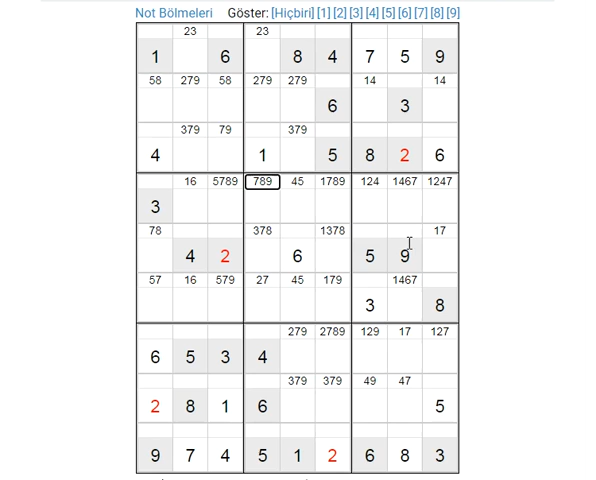 Not Bölmeleri Göster: [Hiçbiri] [1] [2] [3] [4] [5] [6] [7] [8] [9]
23 23
1 6 8 4 7 5 9
58 279 58 279 279 14 14
6 3
379 79 379
4 1 5 8 2 6
16 5789 789 45 1789 124 1467 1247
3
78 378 1378 17
4 2 6 5 9
57 16 579 27 45 179 1467
3 8
279 2789 129 17 127
6 5 3 4
379 379 49 47
2 8 1 6 5
9 7 4 5 1 2 6 8 3